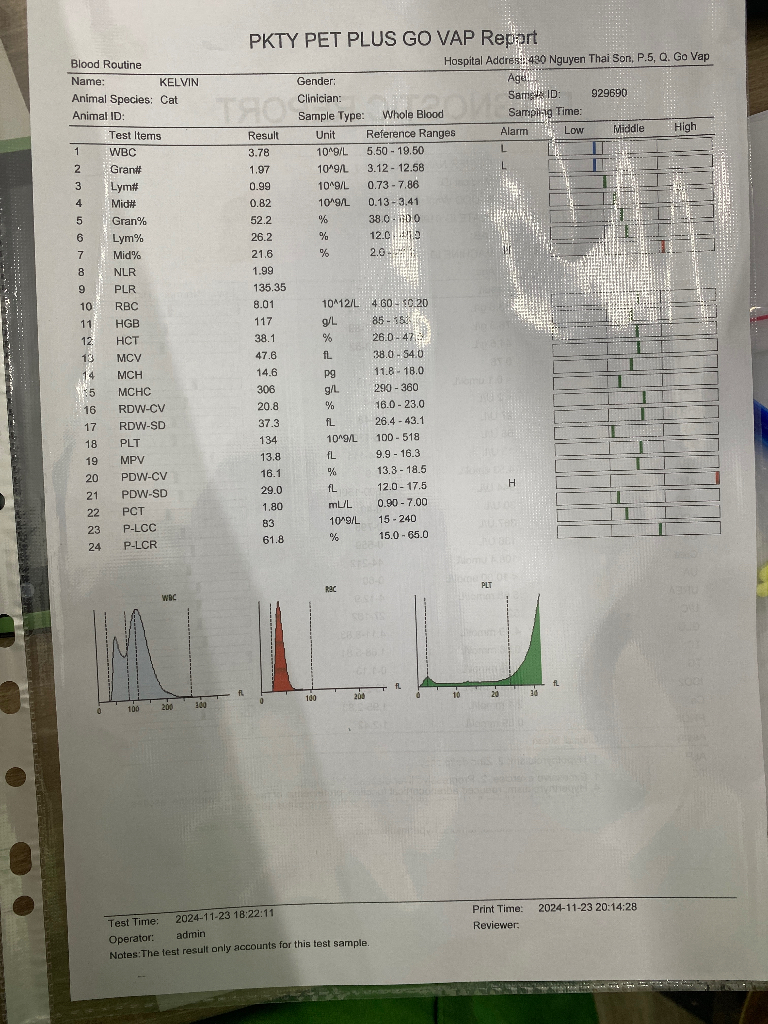 PKTY PET PLUS GO VAP Report
Blood Routine Hospital Address: 430 Nguyen Thai Son, P.5, Q. Go Vap
Name: KELVIN Gender: Age:
Animal Species: Cat Clinician: Sample ID: 929690
Animal ID: Sample Type: Whole Blood Sampling Time:
Test Items Result Unit Reference Ranges Alarm Low Middle High
1 WBC 3.78 10^9/L 5.50 - 19.50 L
2 Gran# 1.97 10^9/L 3.12 - 12.58 L
3 Lym# 0.99 10^9/L 0.73 - 7.86
4 Mid# 0.82 10^9/L 0.13 - 3.41
5 Gran% 52.2 % 38.0 -
6 Lym% 26.2 % 12.0 -
7 Mid% 21.6 % H
8 NLR 1.99
9 PLR 135.35
10 RBC 8.01 10^12/L 4.60 - 10.20
11 HGB 117 g/L 85 -
12 HCT 38.1 % 26.0 -
13 MCV 47.6 fL 38.0 - 54.0
14 MCH 14.6 pg 11.8 - 18.0
15 MCHC 306 g/L 290 - 360
16 RDW-CV 20.8 % 16.0 - 23.0
17 RDW-SD 37.3 fL 26.4 - 43.1
18 PLT 134 10^9/L 100 - 518
19 MPV 13.8 fL 9.9 - 16.3
20 PDW-CV 16.1 % 13.3 - 18.5
21 PDW-SD 29.0 fL 12.0 - 17.5 H
22 PCT 1.80 mL/L 0.90 - 7.00
23 P-LCC 83 10^9/L 15 - 240
24 P-LCR 61.8 % 15.0 - 65.0
WBC RBC PLT
0 100 200 300 fL 0 100 200 fL 0 10 20 30 fL
Test Time: 2024-11-23 18:22:11 Print Time: 2024-11-23 20:14:28
Operator: admin Reviewer:
Notes:The test result only accounts for this test sample.